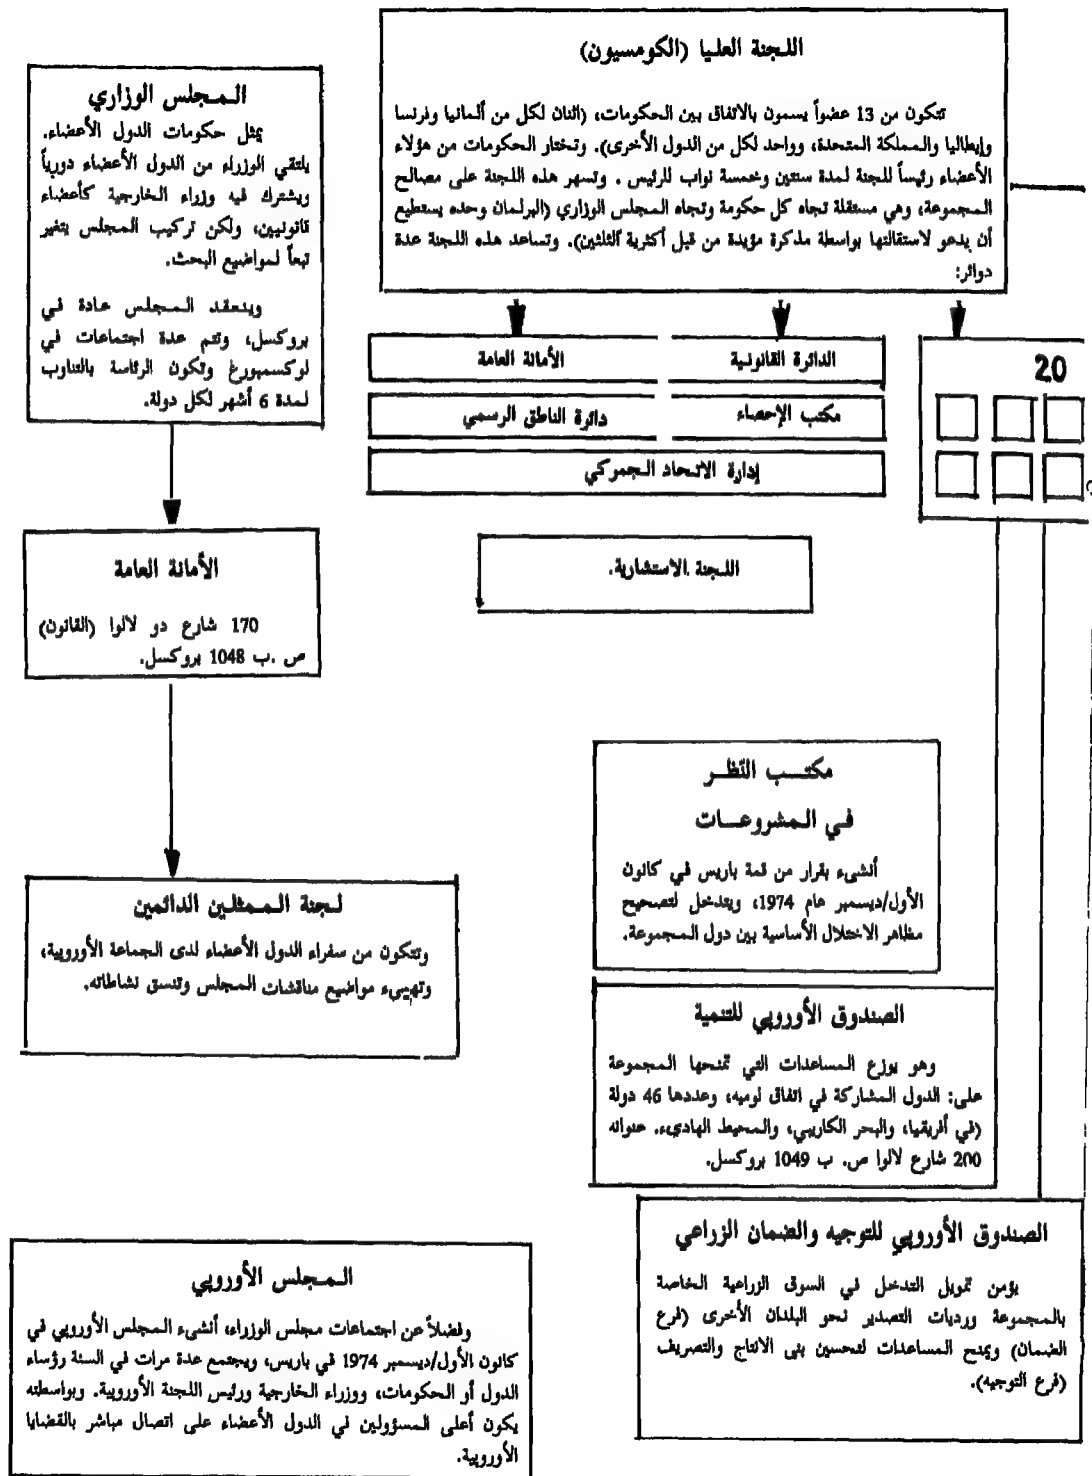 اللجنة العليا (الكومسيون)
تتكون من 13 عضواً يسمون بالاتفاق بين الحكومات، (اثنان لكل من ألمانيا وفرنسا
وإيطاليا والمملكة المتحدة، وواحد لكل من الدول الأخرى). وتختار الحكومات من هؤلاء
الأعضاء رئيساً للجنة لمدة سنتين وخمسة نواب للرئيس . وتسهر هذه اللجنة على مصالح
المجموعة، وهي مستقلة تجاه كل حكومة وتجاه المجلس الوزاري (البرلمان وحده يستطيع
أن يدعو لاستقالتها بواسطة مذكرة مؤيدة من قبل أكثرية الثلثين). وتساعد هذه اللجنة عدة
دوائر:
المجلس الوزاري
يمثل حكومات الدول الأعضاء.
يلتقي الوزراء من الدول الأعضاء دورياً
ويشترك فيه وزراء الخارجية كأعضاء
قانونيين، ولكن تركيب المجلس يتغير
تبعاً لمواضيع البحث.
وينعقد المجلس عادة في
بروكسل، وتتم عدة اجتماعات في
لوكسمبورغ وتكون الرئاسة بالتناوب
لمدة 6 أشهر لكل دولة.
20
الدائرة القانونية
الأمانة العامة
مكتب الإحصاء
دائرة الناطق الرسمي
إدارة الاتحاد الجمركي
اللجنة الاستشارية.
الأمانة العامة
170 شارع دو لالوا (القانون)
ص .ب 1048 بروكسل.
مكتب النظر
في المشروعات
أنشىء بقرار من قمة باريس في كانون
الأول/ديسمبر عام 1974، ويتدخل لتصحيح
مظاهر الاختلال الأساسية بين دول المجموعة.
لجنة الممثلين الدائمين
وتتكون من سفراء الدول الأعضاء لدى الجماعة الأوروبية،
وتهيىء مواضيع مناقشات المجلس وتنسق نشاطاته.
الصندوق الأوروبي للتنمية
وهو يوزع المساعدات التي تمنحها المجموعة
على: الدول المشاركة في اتفاق لوميه، وعددها 46 دولة
(في أفريقيا، والبحر الكاريبي، والمحيط الهادىء. عنوانه
200 شارع لالوا ص. ب 1049 بروكسل.
الصندوق الأوروبي للتوجيه والضمان الزراعي
يؤمن تمويل التدخل في السوق الزراعية الخاصة
بالمجموعة ورديات التصدير نحو البلدان الأخرى (فرع
الضمان) ويمنح المساعدات لتحسين بنى الانتاج والتصريف
(فرع التوجيه).
المجلس الأوروبي
وفضلاً عن اجتماعات مجلس الوزراء، أنشىء المجلس الأوروبي في
كانون الأول/ديسمبر 1974 في باريس، ويجتمع عدة مرات في السنة رؤساء
الدول أو الحكومات، ووزراء الخارجية ورئيس اللجنة الأوروبية. وبواسطته
يكون أعلى المسؤولين في الدول الأعضاء على اتصال مباشر بالقضايا
الأوروبية.